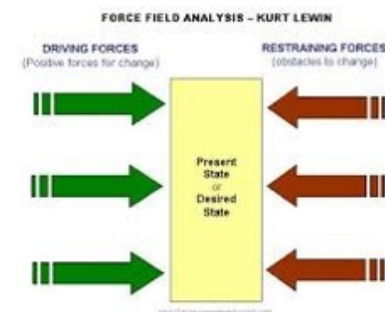 FORCE FIELD ANALYSIS – KURT LEWIN
DRIVING FORCES
(Positive forces for change)
RESTRAINING FORCES
(obstacles to change)
Present
State
or
Desired
State